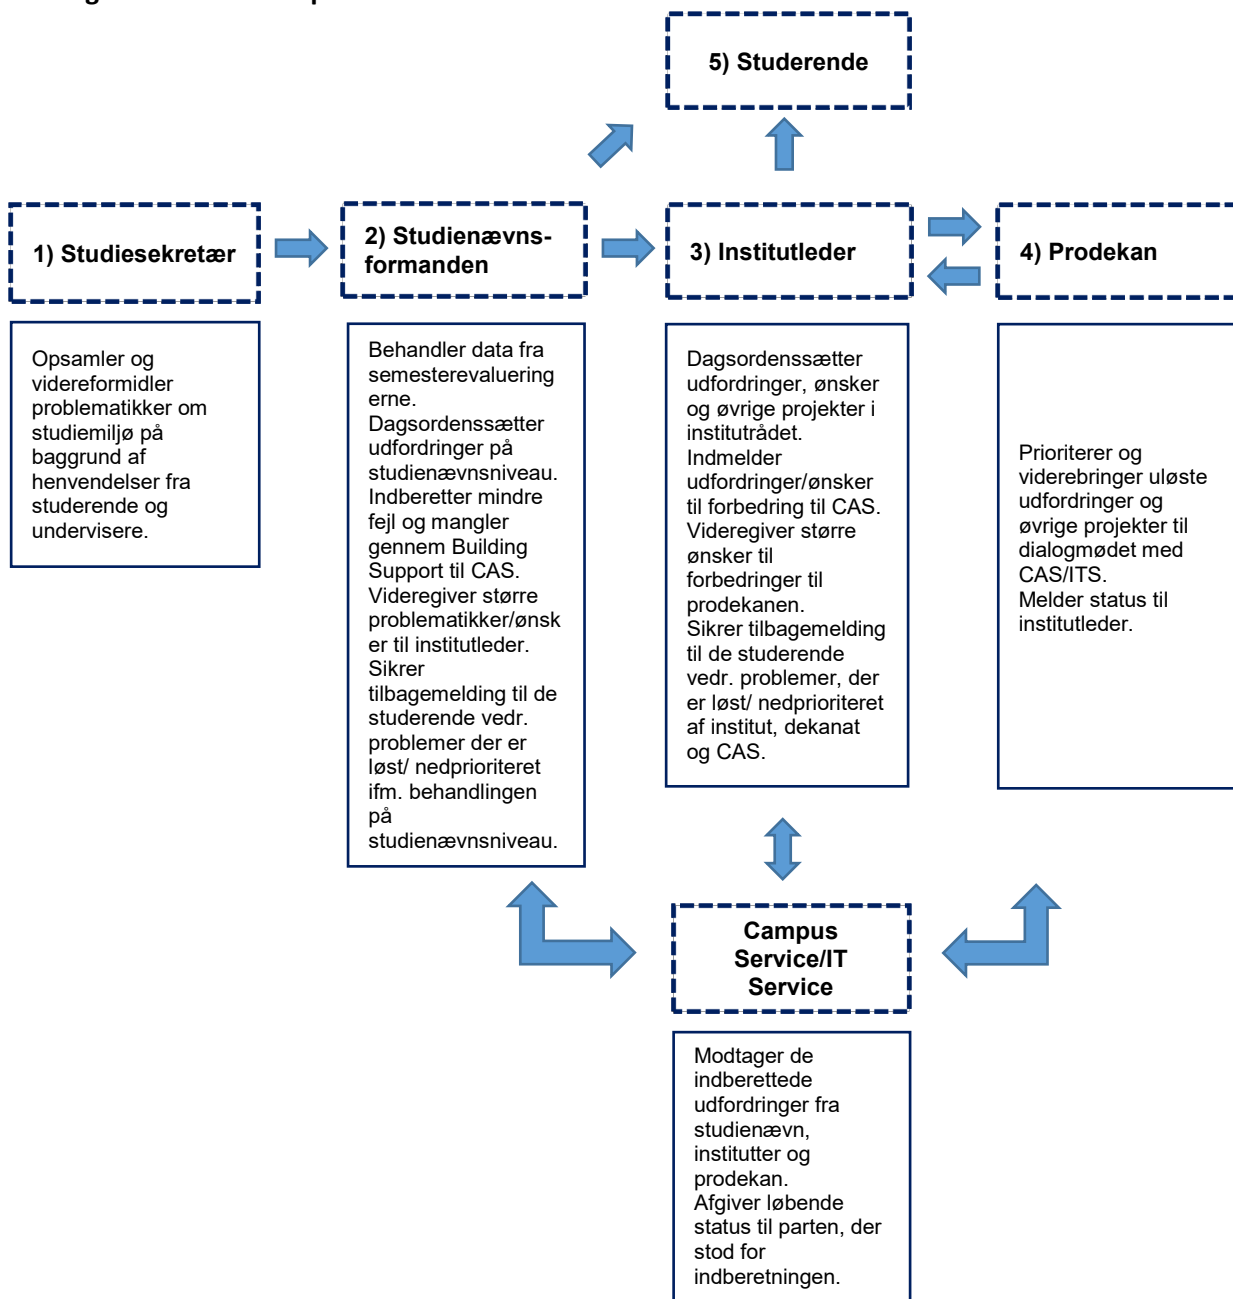 5) Studerende
1) Studiesekretær
2) Studienævns-
formanden
3) Institutleder
4) Prodekan
Opsamler og
videreformidler
problematikker om
studiemiljø på
baggrund af
henvendelser fra
studerende og
undervisere.
Behandler data fra
semesterevaluering
erne.
Dagsordenssætter
udfordringer på
studienævnsniveau.
Indberetter mindre
fejl og mangler
gennem Building
Support til CAS.
Videregiver større
problematikker/ønsk
er til institutleder.
Sikrer
tilbagemelding til de
studerende vedr.
problemer der er
løst/ nedprioriteret
ifm. behandlingen
på
studienævnsniveau.
Dagsordenssætter
udfordringer, ønsker
og øvrige projekter i
institutrådet.
Indmelder
udfordringer/ønsker
til forbedring til CAS.
Videregiver større
ønsker til
forbedringer til
prodekanen.
Sikrer tilbagemelding
til de studerende
vedr. problemer, der
er løst/ nedprioriteret
af institut, dekanat
og CAS.
Prioriterer og
viderebringer uløste
udfordringer og
øvrige projekter til
dialogmødet med
CAS/ITS.
Melder status til
institutleder.
Campus
Service/IT
Service
Modtager de
indberettede
udfordringer fra
studienævn,
institutter og
prodekan.
Afgiver løbende
status til parten, der
stod for
indberetningen.